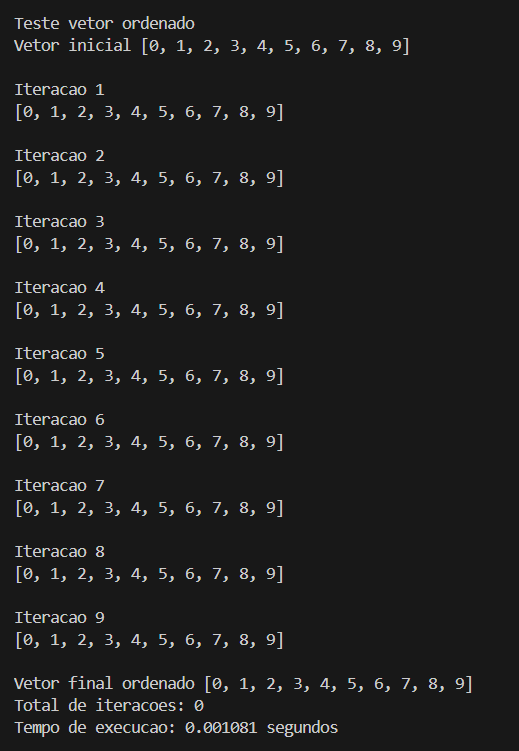 Teste vetor ordenado
Vetor inicial [0, 1, 2, 3, 4, 5, 6, 7, 8, 9]
Iteracao 1
[0, 1, 2, 3, 4, 5, 6, 7, 8, 9]
Iteracao 2
[0, 1, 2, 3, 4, 5, 6, 7, 8, 9]
Iteracao 3
[0, 1, 2, 3, 4, 5, 6, 7, 8, 9]
Iteracao 4
[0, 1, 2, 3, 4, 5, 6, 7, 8, 9]
Iteracao 5
[0, 1, 2, 3, 4, 5, 6, 7, 8, 9]
Iteracao 6
[0, 1, 2, 3, 4, 5, 6, 7, 8, 9]
Iteracao 7
[0, 1, 2, 3, 4, 5, 6, 7, 8, 9]
Iteracao 8
[0, 1, 2, 3, 4, 5, 6, 7, 8, 9]
Iteracao 9
[0, 1, 2, 3, 4, 5, 6, 7, 8, 9]
Vetor final ordenado [0, 1, 2, 3, 4, 5, 6, 7, 8, 9]
Total de iteracoes: 0
Tempo de execucao: 0.001081 segundos